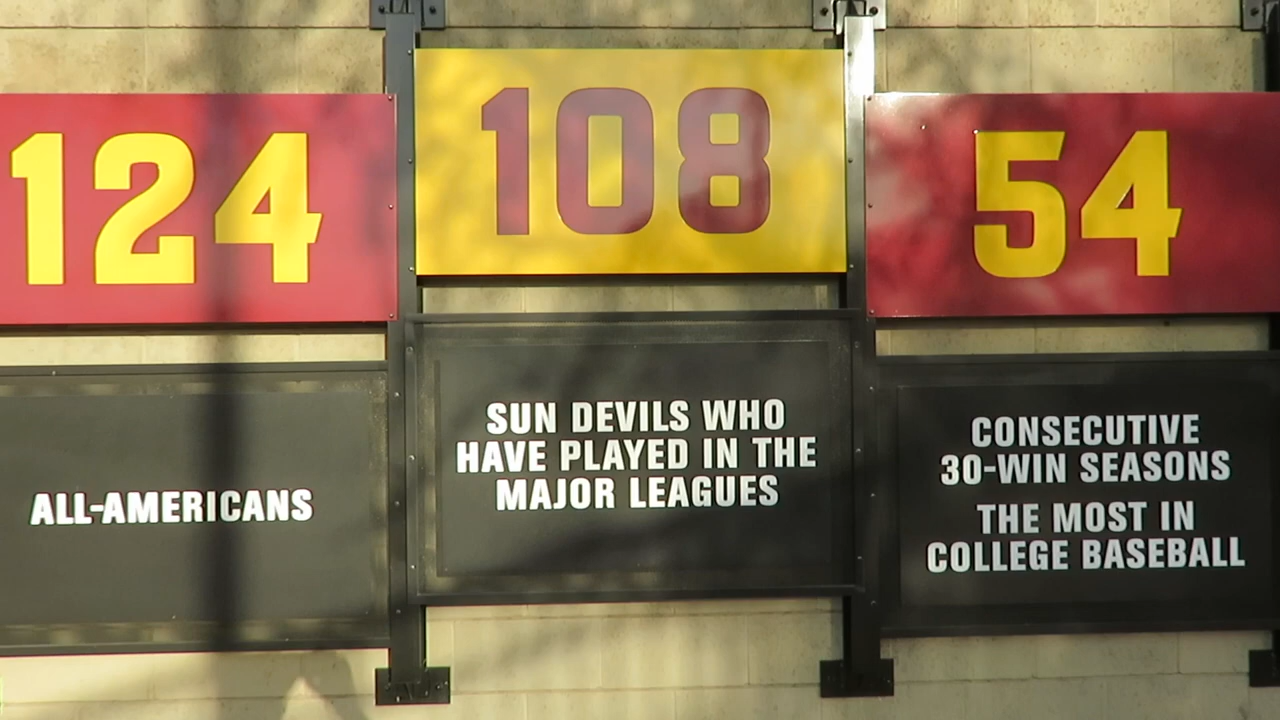 124
ALL-AMERICANS
108
SUN DEVILS WHO
HAVE PLAYED IN THE
MAJOR LEAGUES
54
CONSECUTIVE
30-WIN SEASONS
THE MOST IN
COLLEGE BASEBALL